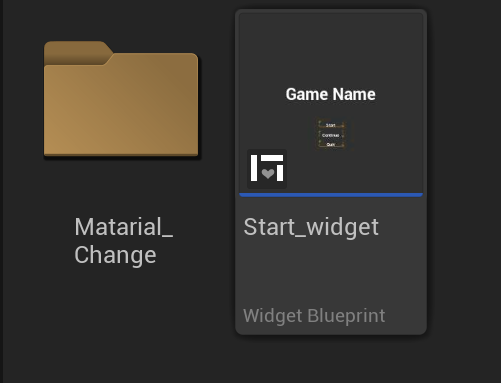 Game Name
Start
Continue
Quit
Matarial_
Change
Start_widget
Widget Blueprint